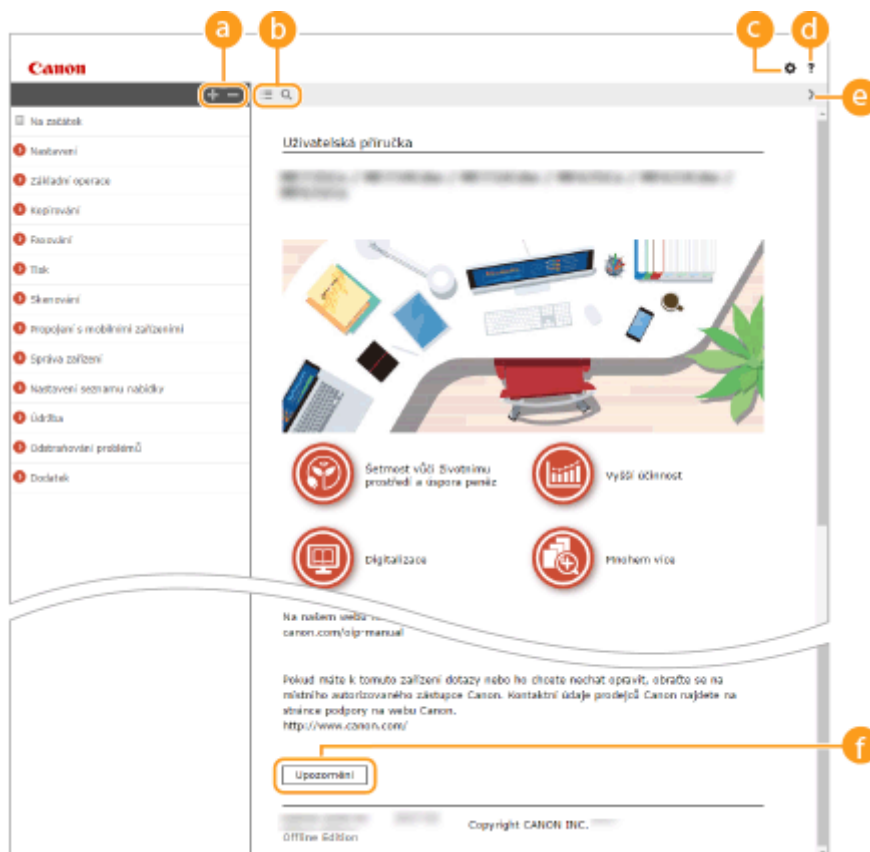 a
b
c
d
Canon
?
e
Na začátek
Nastavení
Základní operace
Kopírování
Faxování
Tisk
Skenování
Propojení s mobilními zařízeními
Správa zařízení
Nastavení seznamu nabídky
Údržba
Odstraňování problémů
Dodatek
Uživatelská příručka
Šetrnost vůči životnímu
prostředí a úspora peněz
Vyšší účinnost
Digitalizace
Mnohem více
Na našem webu
canon.com/oip-manual
Pokud máte k tomuto zařízení dotazy nebo ho chcete nechat opravit, obraťte se na
místního autorizovaného zástupce Canon. Kontaktní údaje prodejců Canon najdete na
stránce podpory na webu Canon.
http://www.canon.com/
f
Upozornění
Copyright CANON INC.
Offline Edition